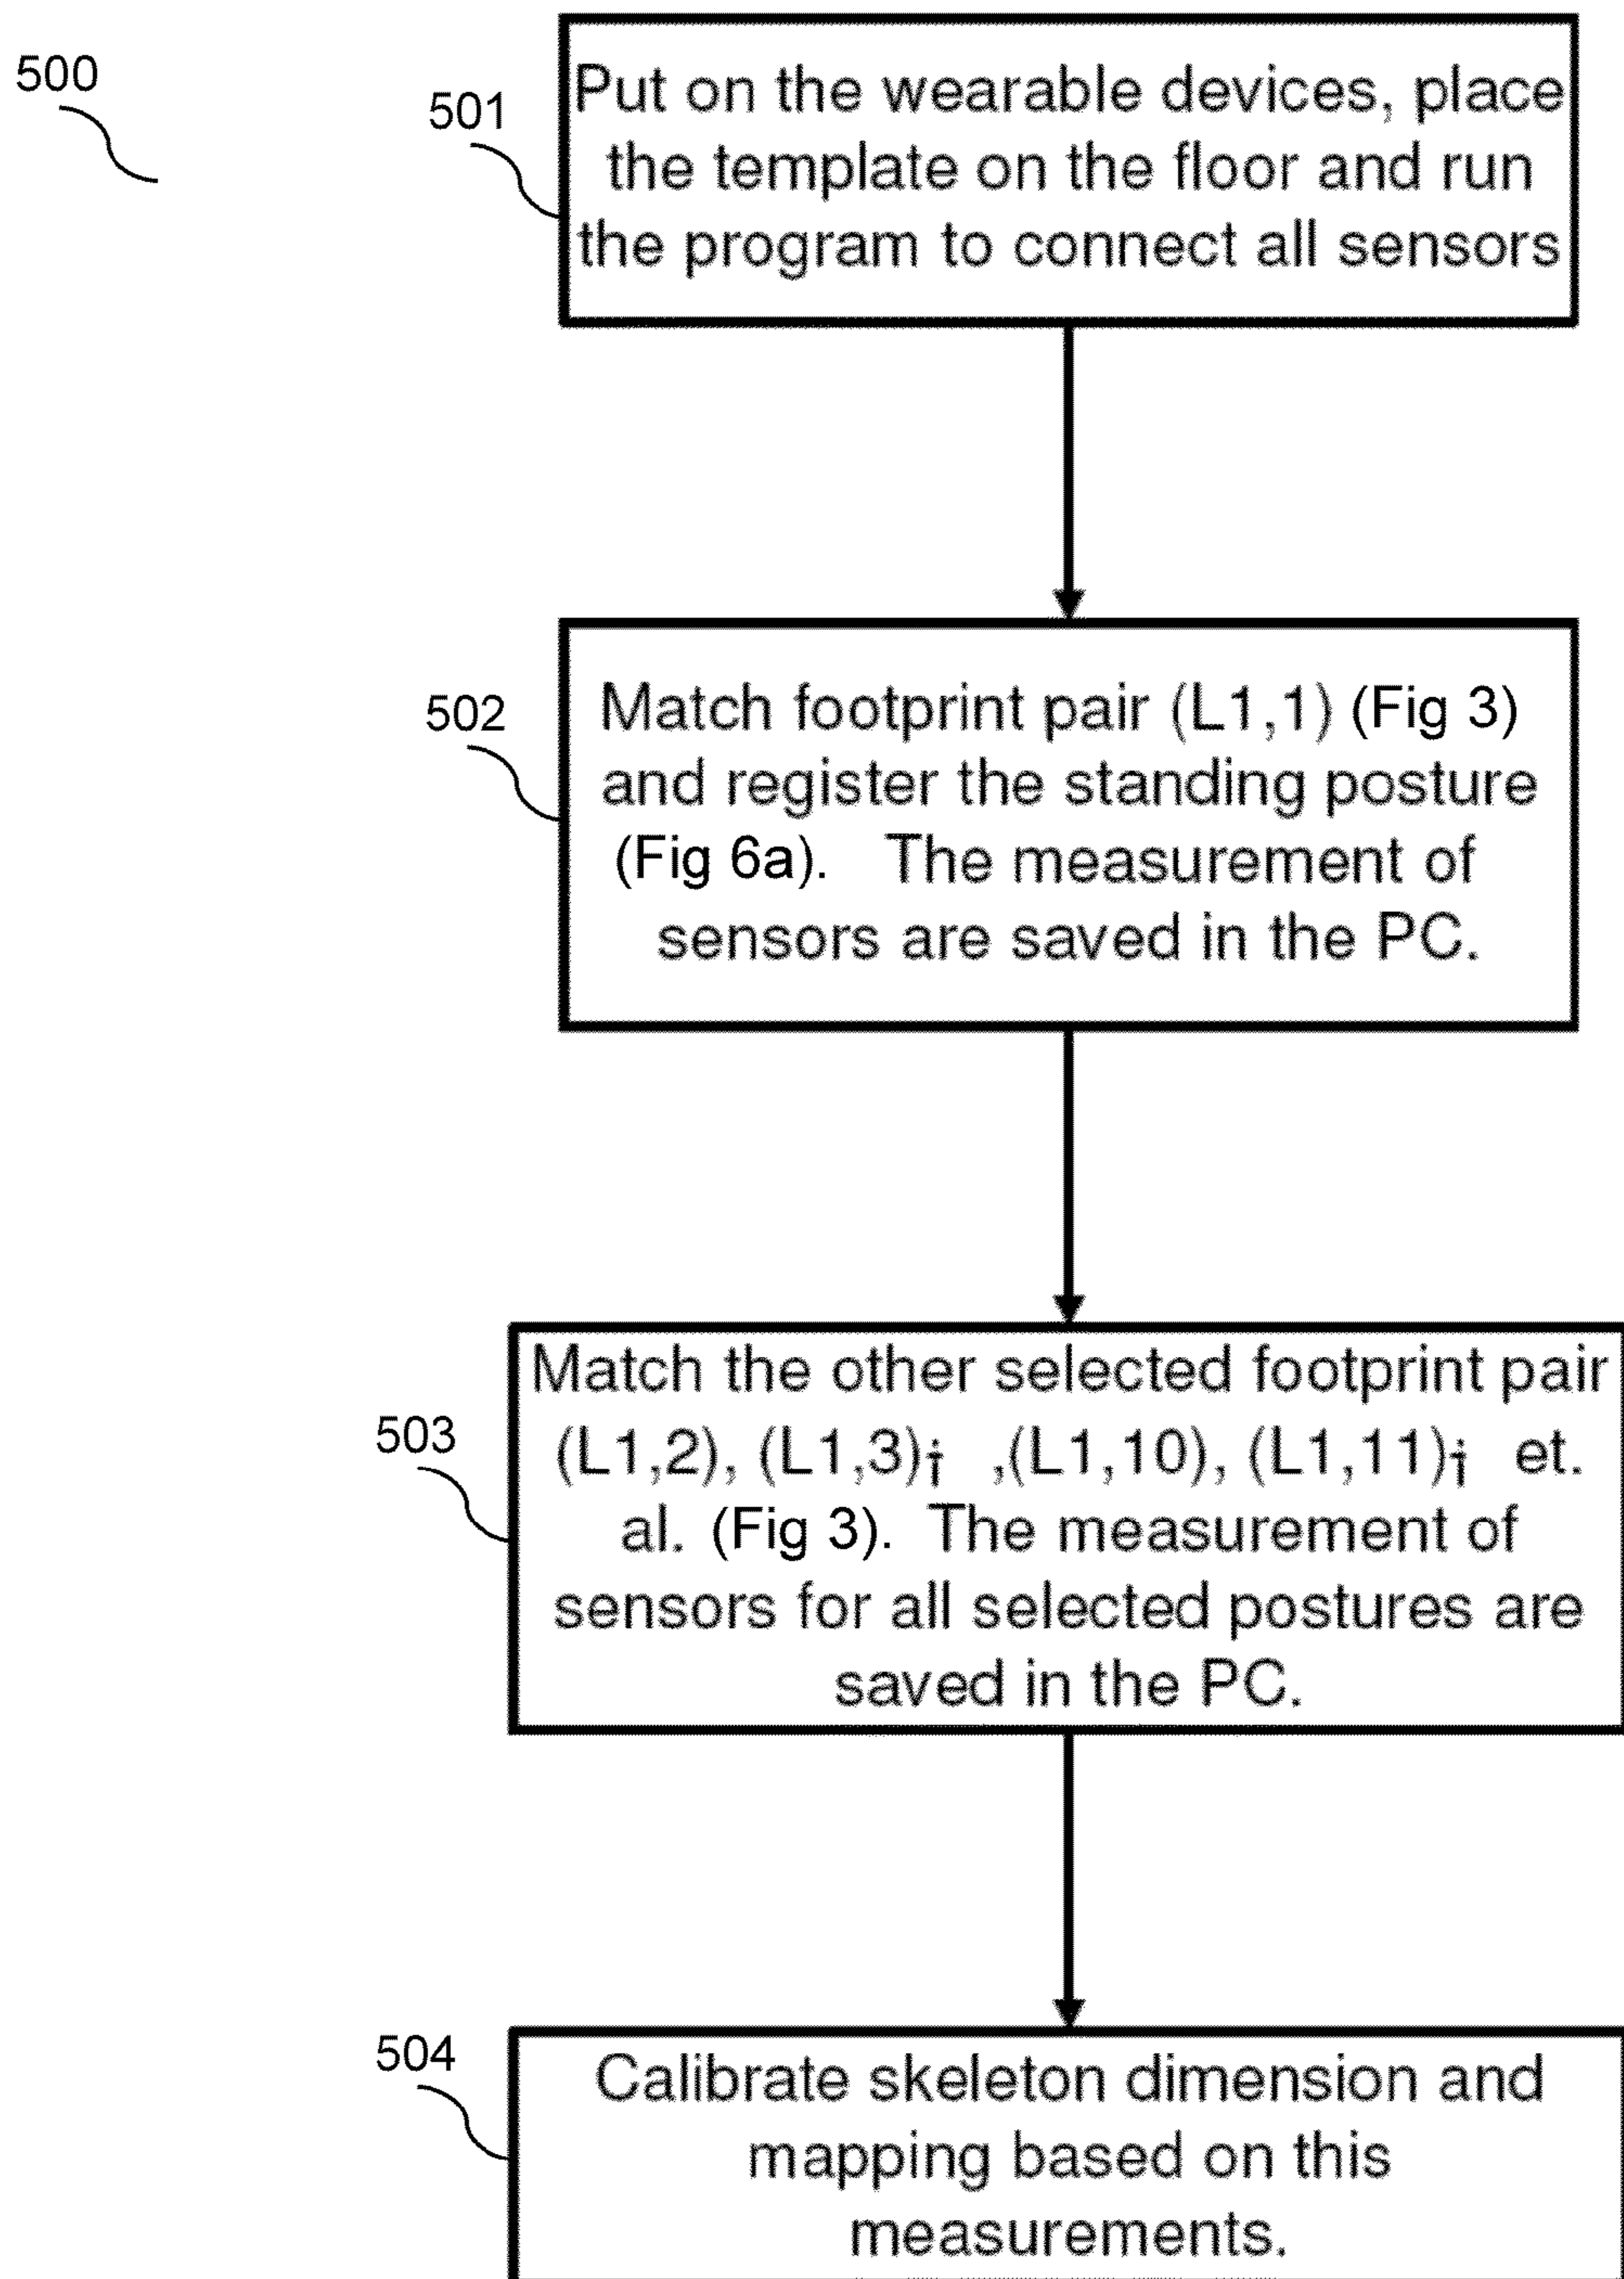 500
501
Put on the wearable devices, place
the template on the floor and run
the program to connect all sensors
502
Match footprint pair (L1,1) (Fig 3)
and register the standing posture
(Fig 6a). The measurement of
sensors are saved in the PC.
503
Match the other selected footprint pair
(L1,2), (L1,3)¡ ,(L1,10), (L1,11)¡ et.
al. (Fig 3). The measurement of
sensors for all selected postures are
saved in the PC.
504
Calibrate skeleton dimension and
mapping based on this
measurements.